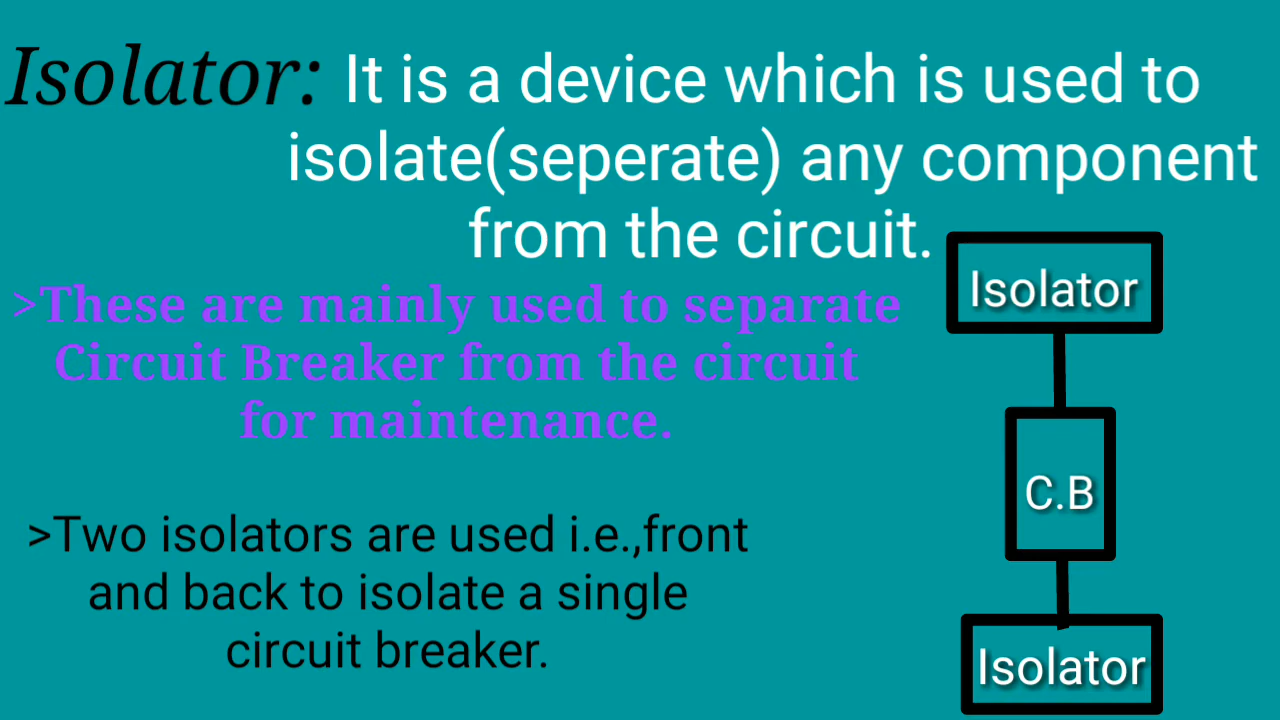 Isolator: It is a device which is used to
isolate(seperate) any component
from the circuit.
>These are mainly used to separate
Circuit Breaker from the circuit
for maintenance.
>Two isolators are used i.e.,front
and back to isolate a single
circuit breaker.
Isolator
C.B
Isolator